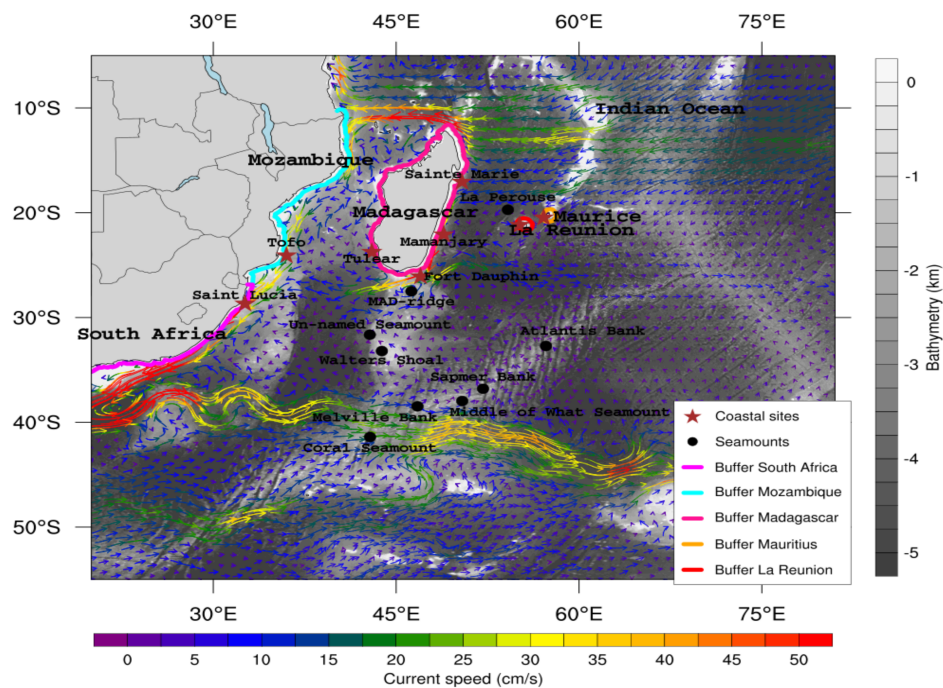 30°E 45°E 60°E 75°E
10°S
20°S
30°S
40°S
50°S
Indian Ocean
Mozambique
Sainte Marie
La Perouse
Madagascar
Maurice
La Reunion
Mamanjary
Tofo
Tulear
Fort Dauphin
Saint Lucia
MAD-ridge
Un-named Seamount
Atlantis Bank
South Africa
Walters Shoal
Sapmer Bank
Melville Bank
Middle of What Seamount
Coral Seamount
Coastal sites
Seamounts
Buffer South Africa
Buffer Mozambique
Buffer Madagascar
Buffer Mauritius
Buffer La Reunion
30°E 45°E 60°E 75°E
0 5 10 15 20 25 30 35 40 45 50
Current speed (cm/s)
0
-1
-2
-3
-4
-5
Bathymetry (km)